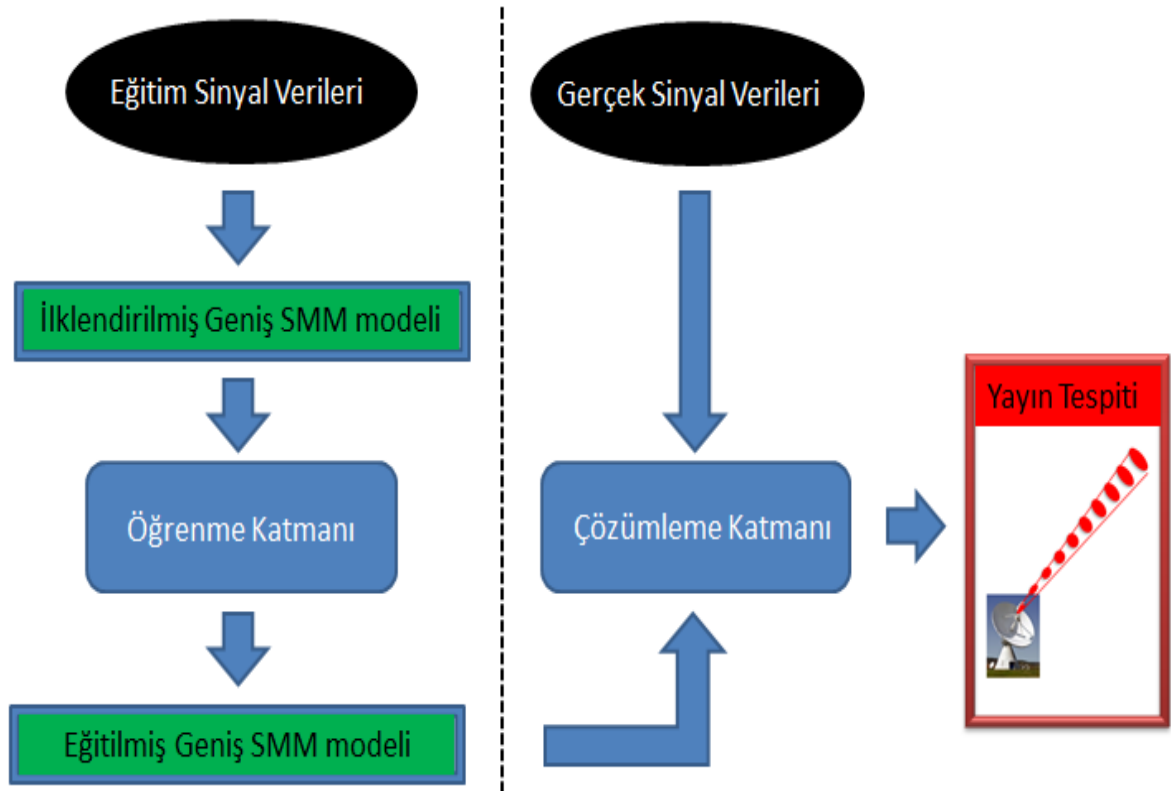 Eğitim Sinyal Verileri
İlklendirilmiş Geniş SMM modeli
Öğrenme Katmanı
Eğitilmiş Geniş SMM modeli
Gerçek Sinyal Verileri
Çözümleme Katmanı
Yayın Tespiti